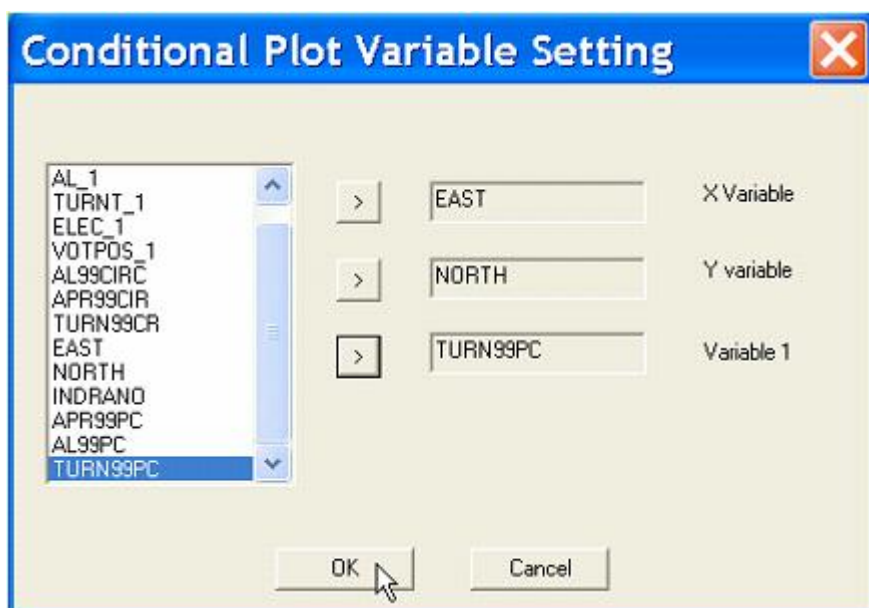 Conditional Plot Variable Setting
AL_1
TURNT_1
ELEC_1
VOTPOS_1
AL99CIRC
APR99CIR
TURN99CR
EAST
NORTH
INDRANO
APR99PC
AL99PC
TURN99PC
> EAST X Variable
> NORTH Y variable
> TURN99PC Variable 1
OK Cancel